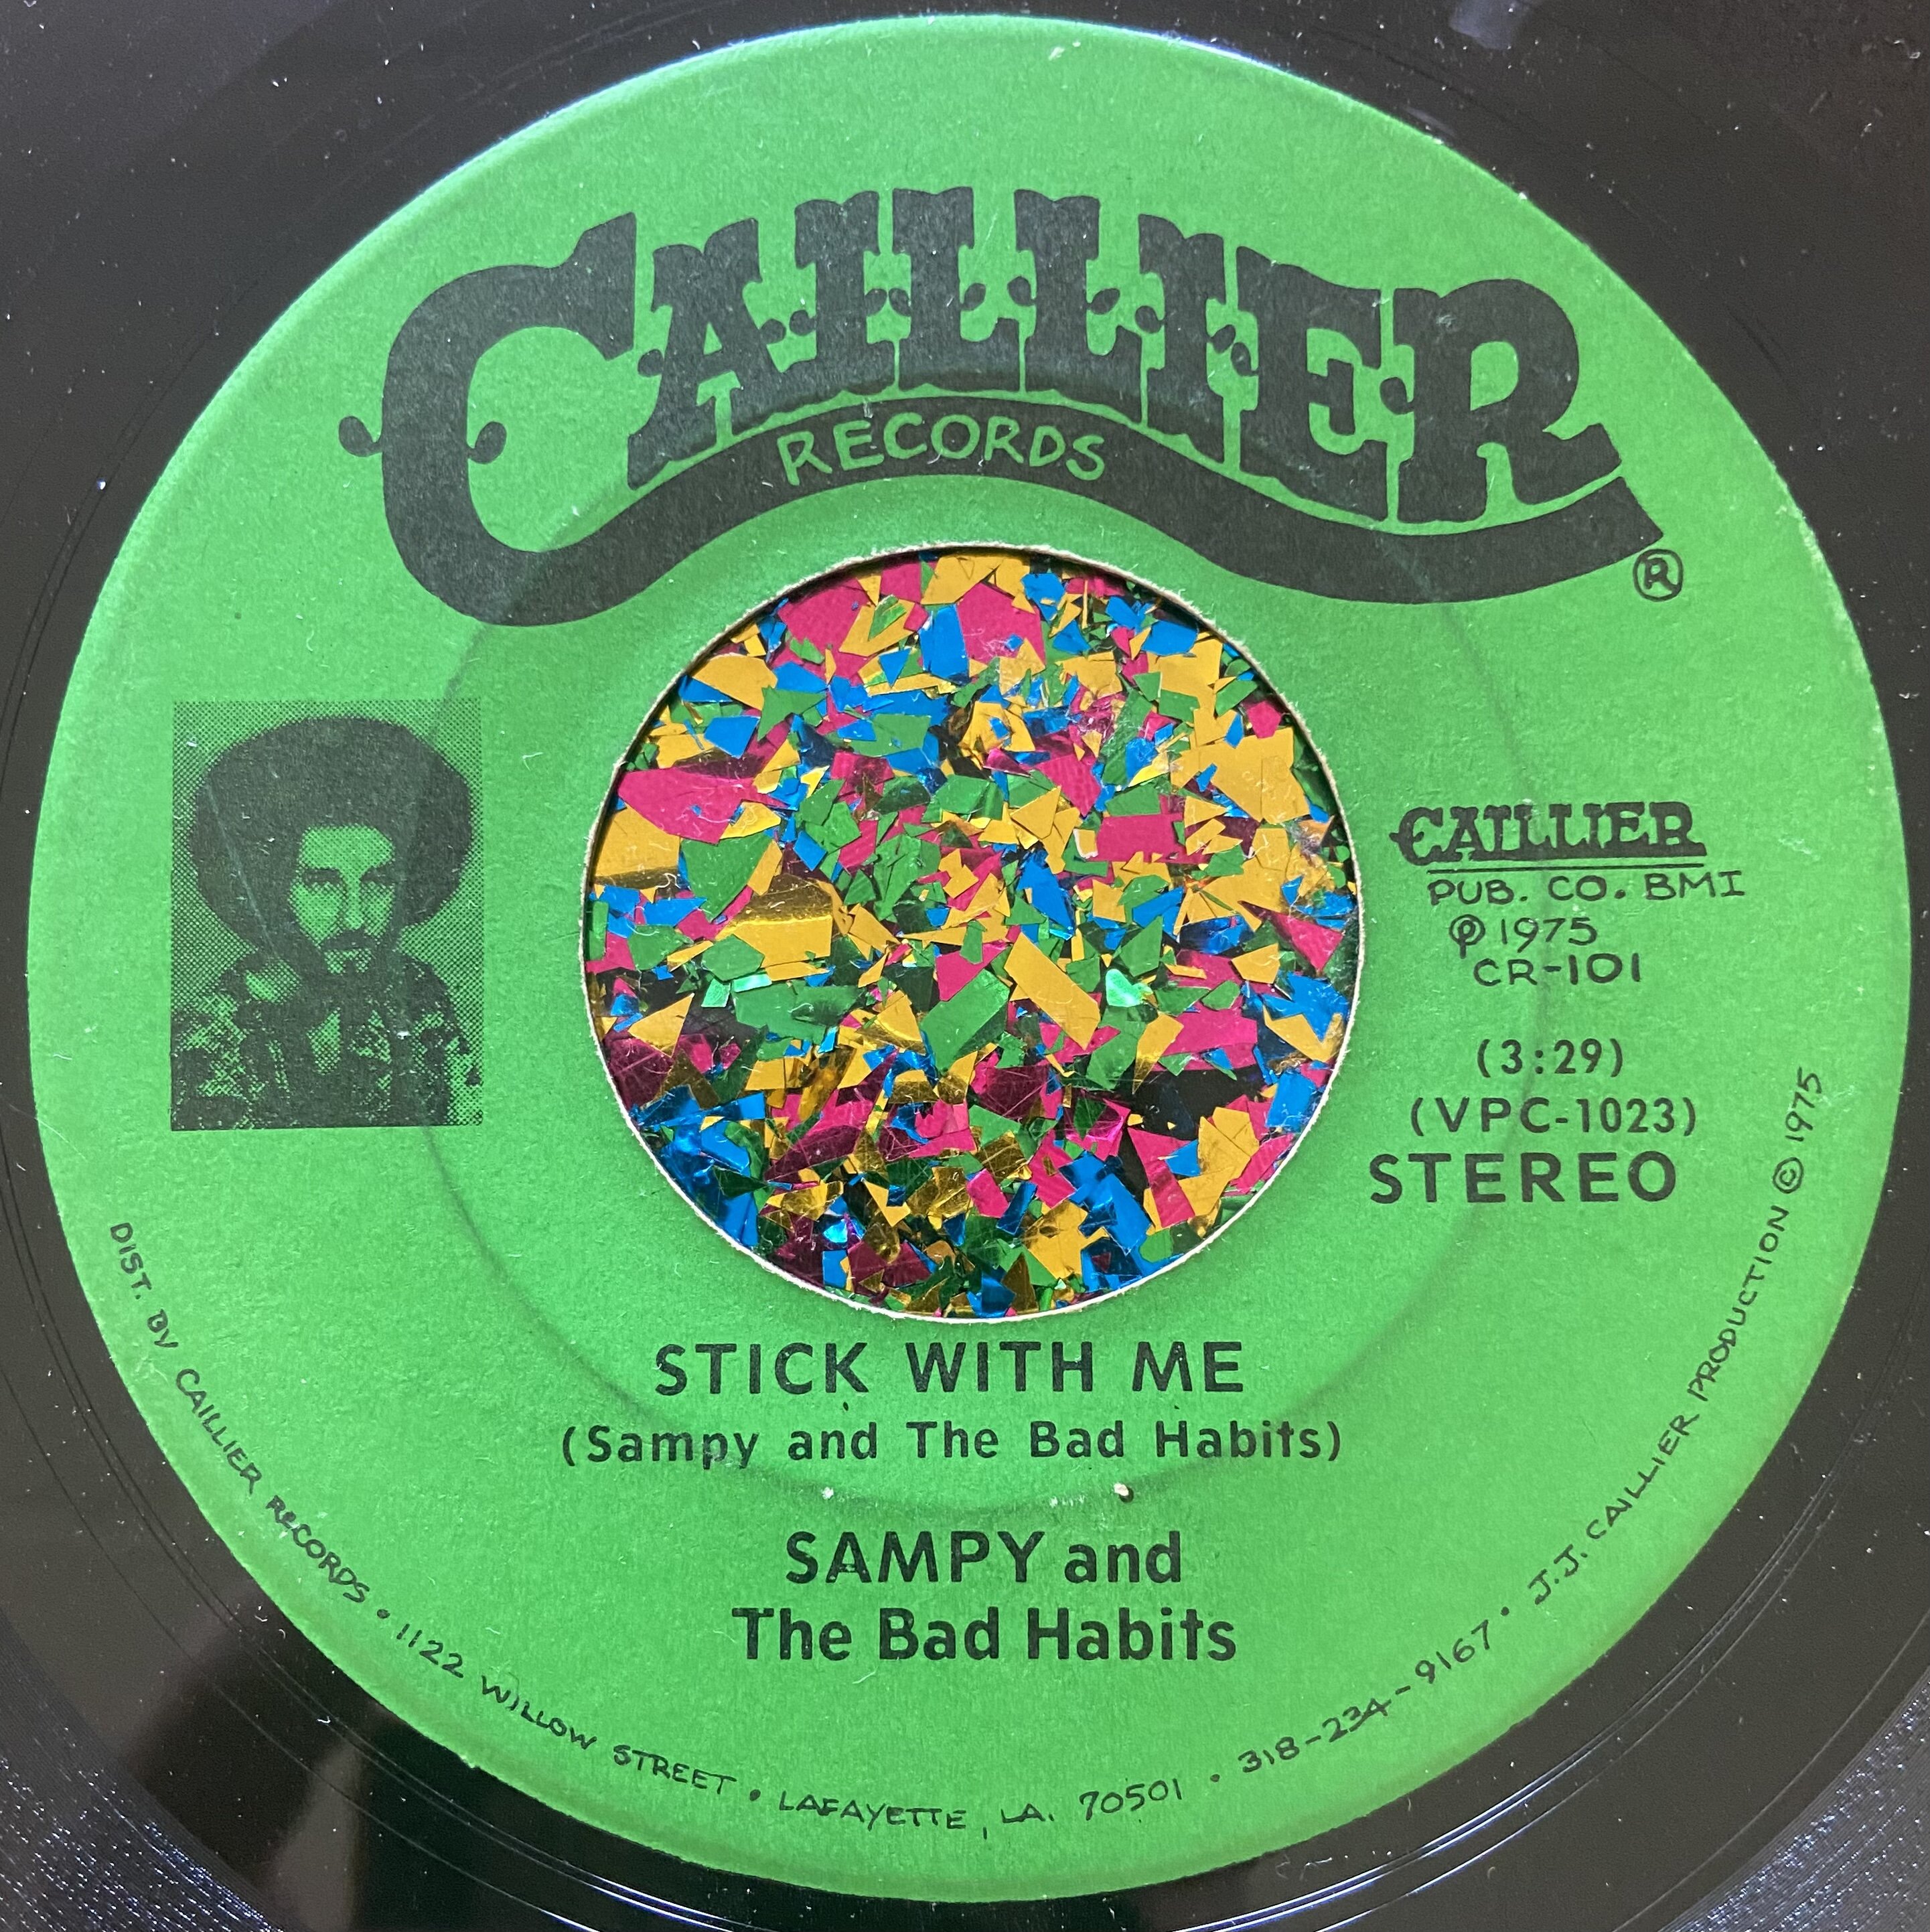 CAILLIER
RECORDS
®
CAILLIER
PUB. CO. BMI
℗ 1975
CR-101
(3:29)
(VPC-1023)
STEREO
STICK WITH ME
(Sampy and The Bad Habits)
SAMPY and
The Bad Habits
DIST. BY CAILLIER RECORDS • 1122 WILLOW STREET • LAFAYETTE, LA. 70501 • 318-234-9167 • J.J. CAILLIER PRODUCTION © 1975